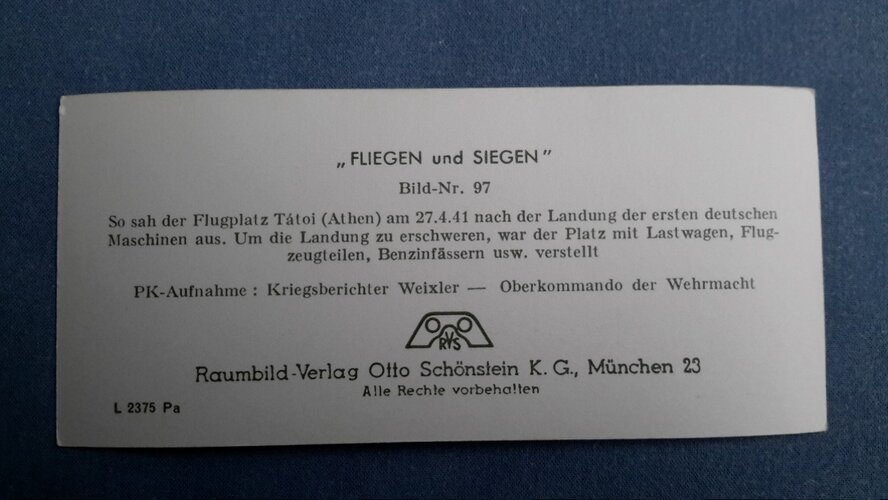 „FLIEGEN und SIEGEN”
Bild-Nr. 97
So sah der Flugplatz Tátoi (Athen) am 27.4.41 nach der Landung der ersten deutschen
Maschinen aus. Um die Landung zu erschweren, war der Platz mit Lastwagen, Flug-
zeugteilen, Benzinfässern usw. verstellt
PK-Aufnahme : Kriegsberichter Weixler — Oberkommando der Wehrmacht
RVS
Raumbild-Verlag Otto Schönstein K. G., München 23
Alle Rechte vorbehalten
L 2375 Pa